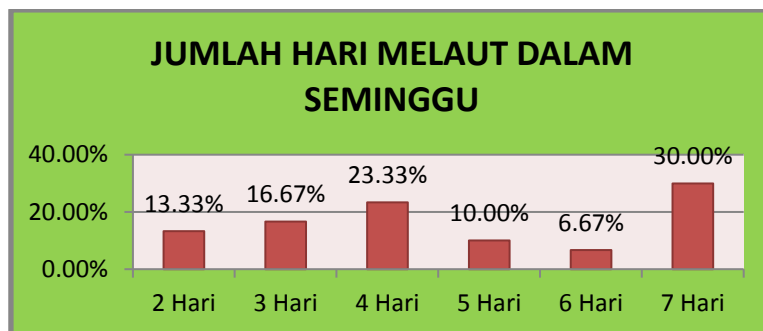 JUMLAH HARI MELAUT DALAM
SEMINGGU
40.00%
20.00%
0.00%
13.33%
16.67%
23.33%
10.00%
6.67%
30.00%
2 Hari
3 Hari
4 Hari
5 Hari
6 Hari
7 Hari